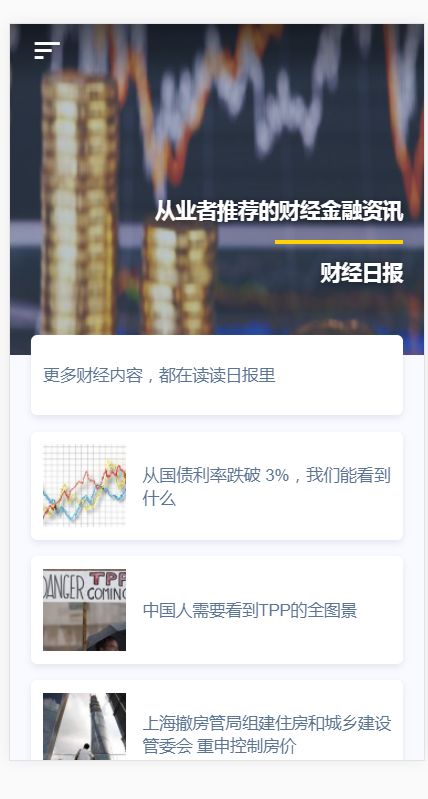 从业者推荐的财经金融资讯
财经日报
更多财经内容，都在读读日报里
从国债利率跌破 3%，我们能看到
什么
DANGER TPP
COMING
中国人需要看到TPP的全图景
上海撤房管局组建住房和城乡建设
管委会 重申控制房价